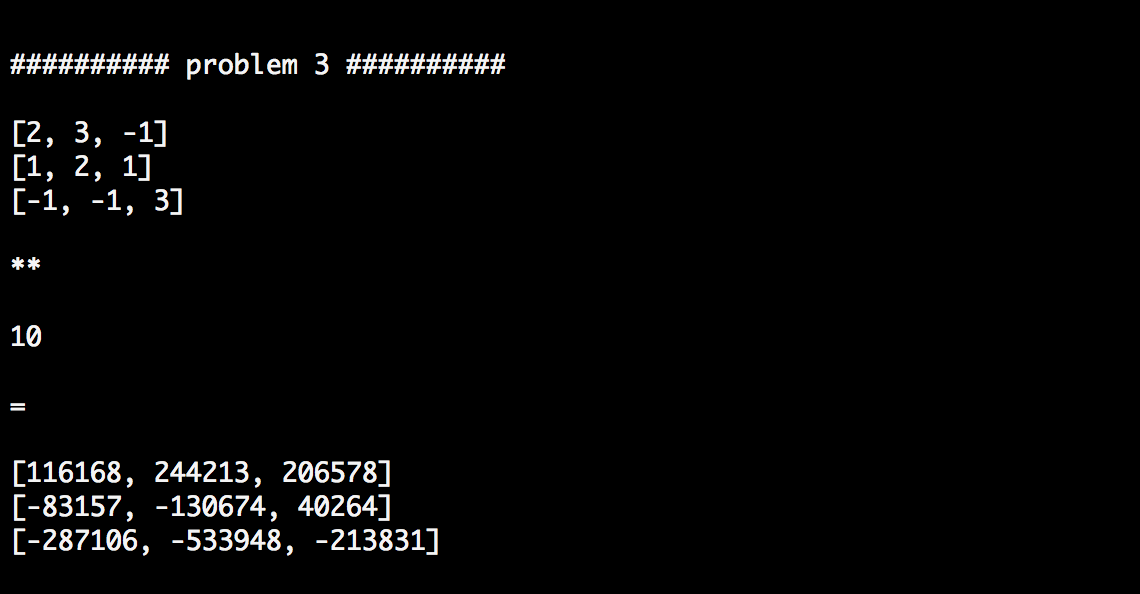 ########## problem 3 ##########
[2, 3, -1]
[1, 2, 1]
[-1, -1, 3]
**
10
=
[116168, 244213, 206578]
[-83157, -130674, 40264]
[-287106, -533948, -213831]